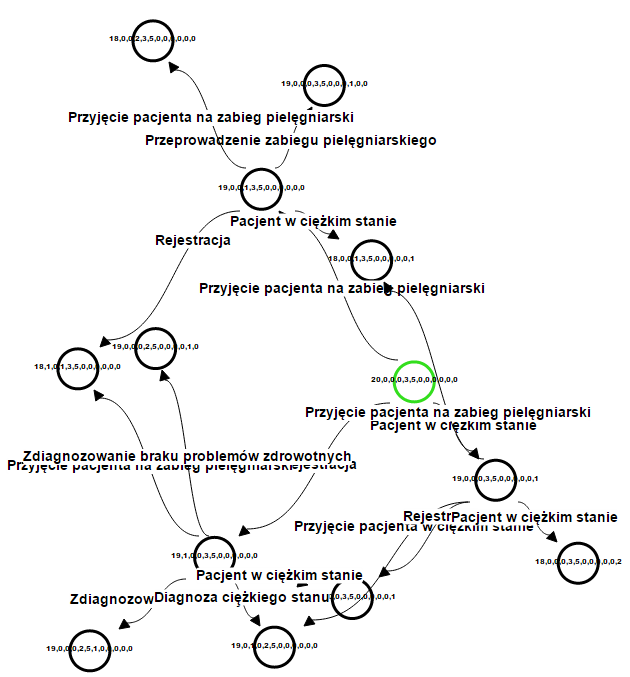 18,0,0,2,3,5,0,0,0,0,0,0
19,0,0,0,3,5,0,0,0,1,0,0
Przyjęcie pacjenta na zabieg pielęgniarski
Przeprowadzenie zabiegu pielęgniarskiego
19,0,0,1,3,5,0,0,0,0,0,0
Pacjent w ciężkim stanie
Rejestracja
18,0,0,1,3,5,0,0,0,0,0,1
Przyjęcie pacjenta na zabieg pielęgniarski
19,0,0,0,2,5,0,0,0,0,1,0
18,1,0,1,3,5,0,0,0,0,0,0
20,0,0,0,3,5,0,0,0,0,0,0
Przyjęcie pacjenta na zabieg pielęgniarski
Pacjent w ciężkim stanie
Zdiagnozowanie braku problemów zdrowotnych
Przyjęcie pacjenta na zabieg pielęgniarski
19,0,0,0,3,5,0,0,0,0,0,1
Pacjent w ciężkim stanie
Przyjęcie pacjenta w ciężkim stanie
19,1,0,0,3,5,0,0,0,0,0,0
18,0,0,0,3,5,0,0,0,0,0,2
Pacjent w ciężkim stanie
Diagnoza ciężkiego stanu
19,0,0,0,2,5,1,0,0,0,0,0
19,0,1,0,2,5,0,0,0,0,0,0